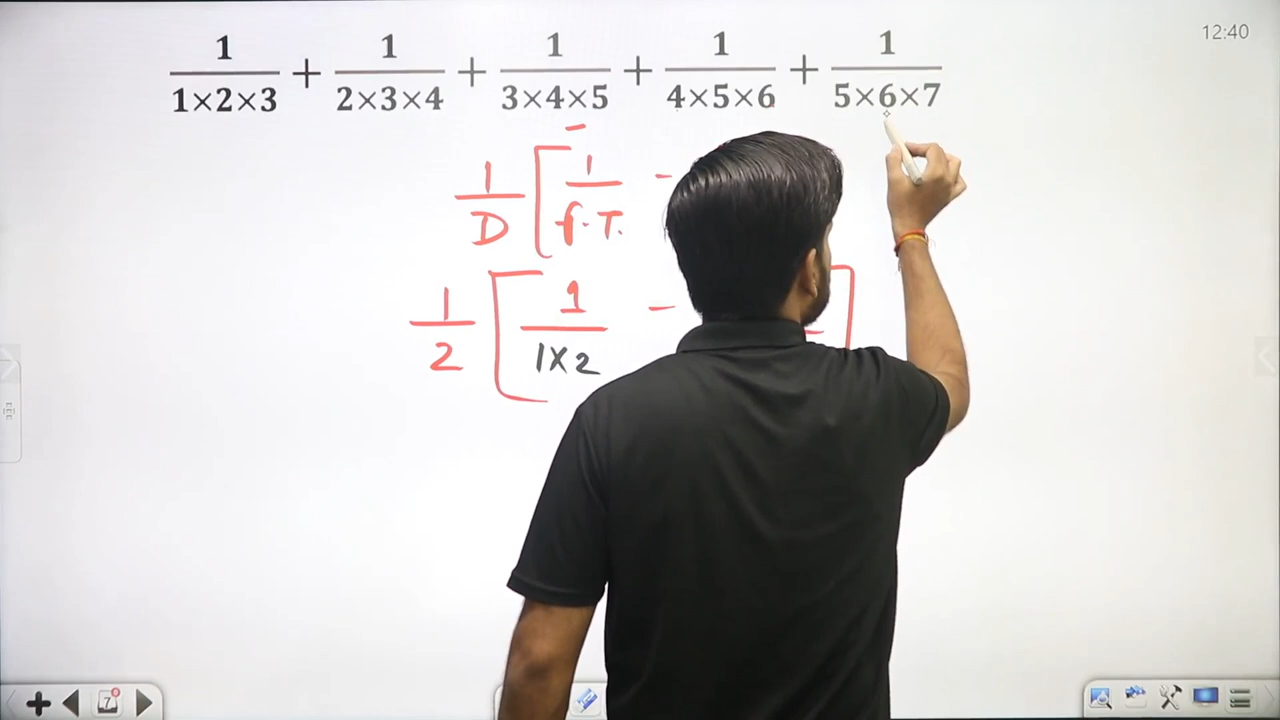 12:40
1/1×2×3 + 1/2×3×4 + 1/3×4×5 + 1/4×5×6 + 1/5×6×7
1/D [ 1/f.T. -
1/2 [ 1/1×2 - ]
7